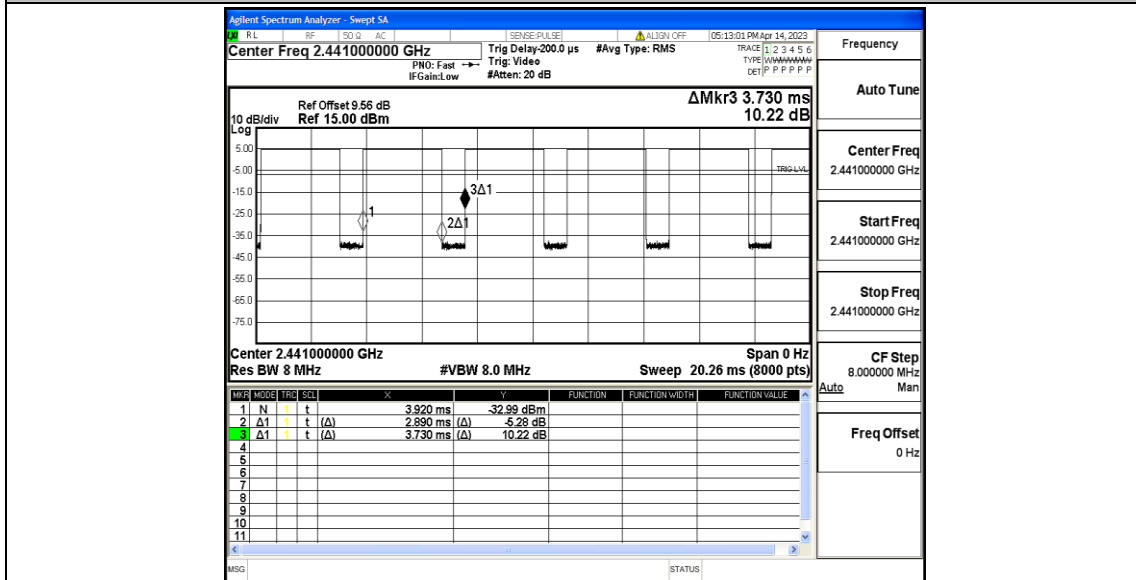 Agilent Spectrum Analyzer - Swept SA
RL RF 50 Ω AC SENSE:PULSE ALIGN OFF 05:13:01 PM Apr 14, 2023
Center Freq 2.441000000 GHz
PNO: Fast
IFGain:Low
Trig Delay-200.0 µs
Trig: Video
#Atten: 20 dB
#Avg Type: RMS
TRACE 1 2 3 4 5 6
TYPE WWWWWW
DET P P P P P P
Ref Offset 9.56 dB
10 dB/div Ref 15.00 dBm
Log
ΔMkr3 3.730 ms
10.22 dB
5.00
-5.00
TRIG LVL
-15.0
3Δ1
-25.0
1
2Δ1
-35.0
-45.0
-55.0
-65.0
-75.0
Center 2.441000000 GHz Span 0 Hz
Res BW 8 MHz #VBW 8.0 MHz Sweep 20.26 ms (8000 pts)
MKR MODE TRC SCL X Y FUNCTION FUNCTION WIDTH FUNCTION VALUE
1 N 1 t 3.920 ms -32.99 dBm
2 Δ1 1 t (Δ) 2.890 ms (Δ) -5.28 dB
3 Δ1 1 t (Δ) 3.730 ms (Δ) 10.22 dB
4
5
6
7
8
9
10
11
MSG STATUS
Frequency
Auto Tune
Center Freq
2.441000000 GHz
Start Freq
2.441000000 GHz
Stop Freq
2.441000000 GHz
CF Step
8.000000 MHz
Auto Man
Freq Offset
0 Hz